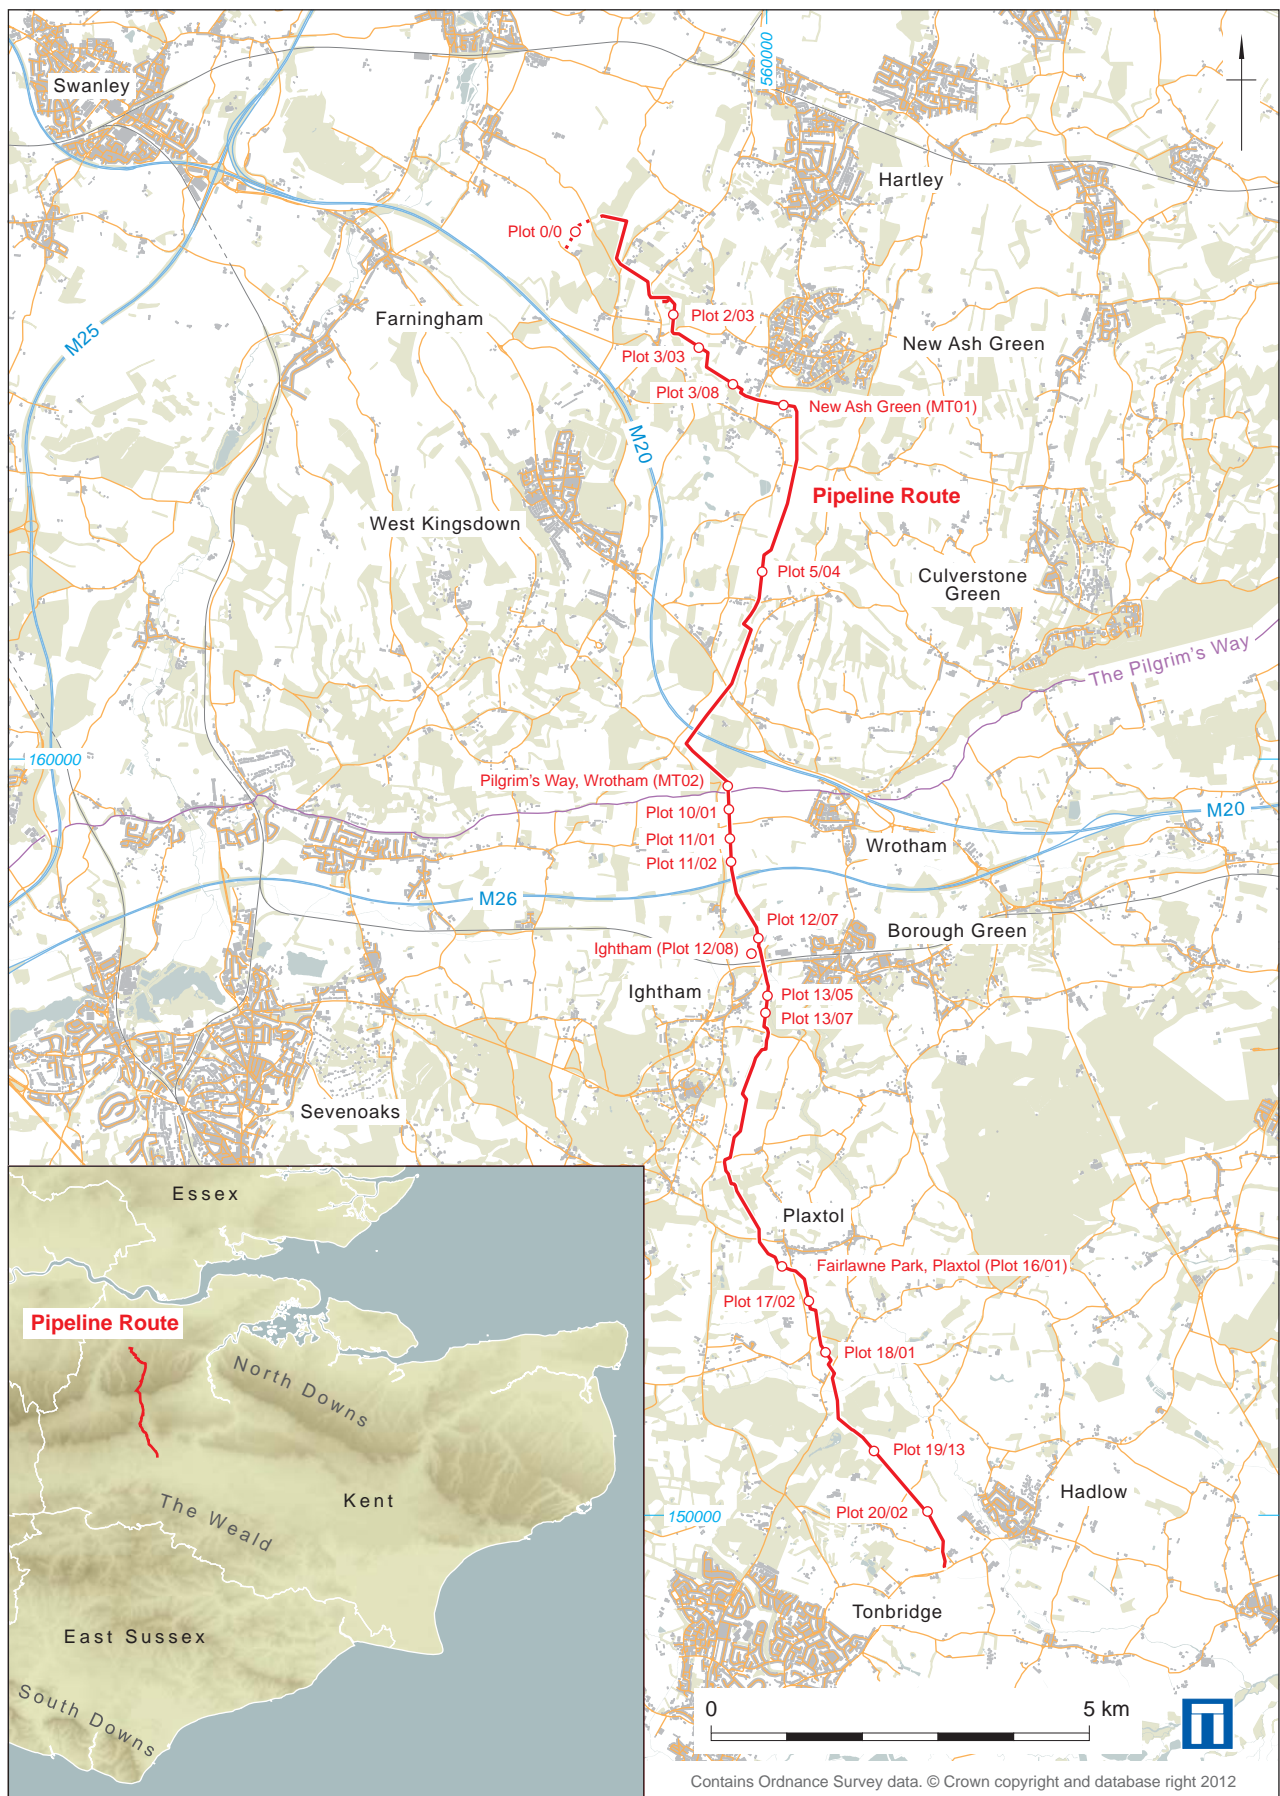 560000
Swanley
Hartley
Plot 0/0
M25
Farningham
Plot 2/03
New Ash Green
Plot 3/03
Plot 3/08
New Ash Green (MT01)
M20
Pipeline Route
West Kingsdown
Plot 5/04
Culverstone
Green
The Pilgrim's Way
160000
Pilgrim's Way, Wrotham (MT02)
Plot 10/01
M20
Plot 11/01
Wrotham
Plot 11/02
M26
Plot 12/07
Borough Green
Ightham (Plot 12/08)
Ightham
Plot 13/05
Plot 13/07
Sevenoaks
Plaxtol
Fairlawne Park, Plaxtol (Plot 16/01)
Plot 17/02
Plot 18/01
Plot 19/13
Hadlow
Plot 20/02
150000
Tonbridge
Essex
Pipeline Route
North Downs
Kent
The Weald
East Sussex
South Downs
0
5 km
Contains Ordnance Survey data. © Crown copyright and database right 2012